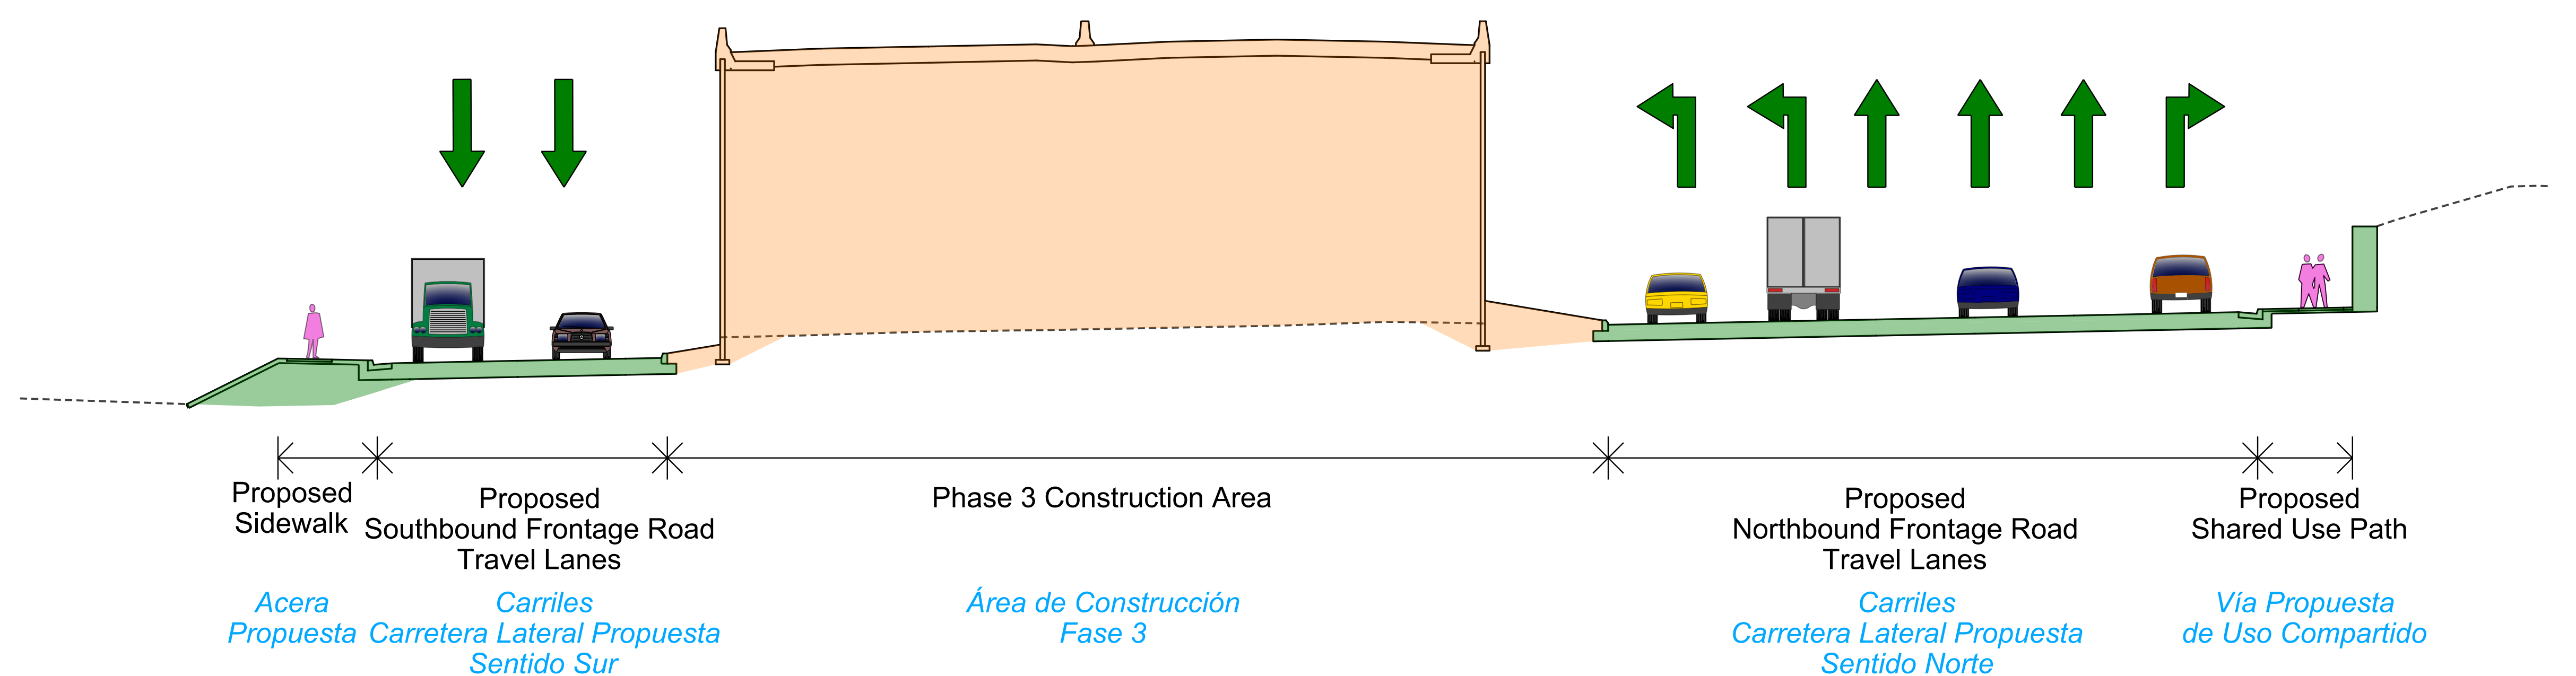 Proposed
Sidewalk
Proposed
Southbound Frontage Road
Travel Lanes
Phase 3 Construction Area
Proposed
Northbound Frontage Road
Travel Lanes
Proposed
Shared Use Path
Acera
Propuesta
Carriles
Carretera Lateral Propuesta
Sentido Sur
Área de Construcción
Fase 3
Carriles
Carretera Lateral Propuesta
Sentido Norte
Vía Propuesta
de Uso Compartido